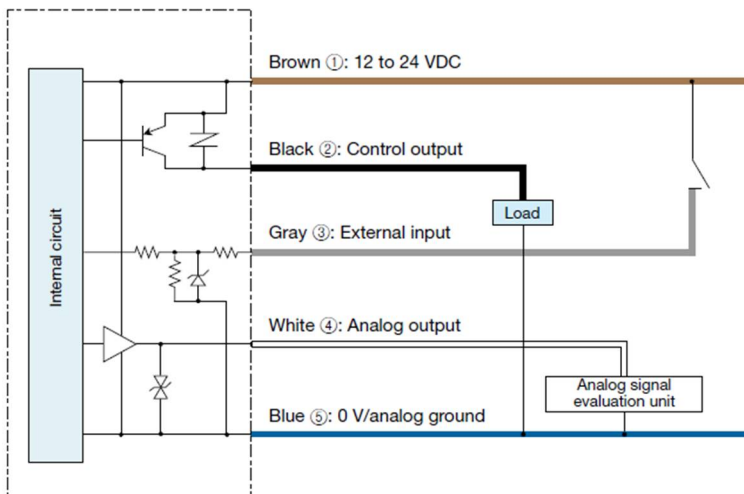 Brown ①: 12 to 24 VDC
Black ②: Control output
Load
Gray ③: External input
Internal circuit
White ④: Analog output
Analog signal
evaluation unit
Blue ⑤: 0 V/analog ground